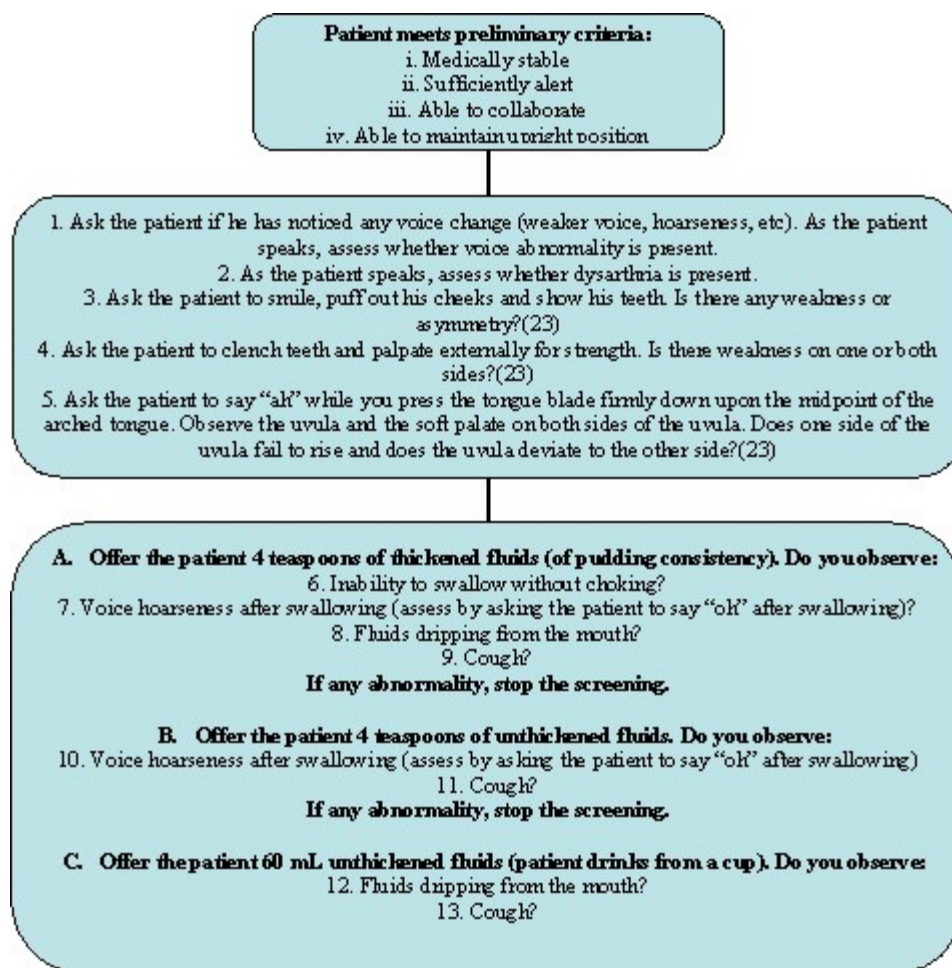 Patient meets preliminary criteria:
i. Medically stable
ii. Sufficiently alert
iii. Able to collaborate
iv. Able to maintain upright position
1. Ask the patient if he has noticed any voice change (weaker voice, hoarseness, etc). As the patient
speaks, assess whether voice abnormality is present.
2. As the patient speaks, assess whether dysarthria is present.
3. Ask the patient to smile, puff out his cheeks and show his teeth. Is there any weakness or
asymmetry?(23)
4. Ask the patient to clench teeth and palpate externally for strength. Is there weakness on one or both
sides?(23)
5. Ask the patient to say “ah” while you press the tongue blade firmly down upon the midpoint of the
arched tongue. Observe the uvula and the soft palate on both sides of the uvula. Does one side of the
uvula fail to rise and does the uvula deviate to the other side?(23)
A. Offer the patient 4 teaspoons of thickened fluids (of pudding consistency). Do you observe:
6. Inability to swallow without choking?
7. Voice hoarseness after swallowing (assess by asking the patient to say “oh” after swallowing)?
8. Fluids dripping from the mouth?
9. Cough?
If any abnormality, stop the screening.
B. Offer the patient 4 teaspoons of unthickened fluids. Do you observe:
10. Voice hoarseness after swallowing (assess by asking the patient to say “oh” after swallowing)
11. Cough?
If any abnormality, stop the screening.
C. Offer the patient 60 mL unthickened fluids (patient drinks from a cup). Do you observe:
12. Fluids dripping from the mouth?
13. Cough?